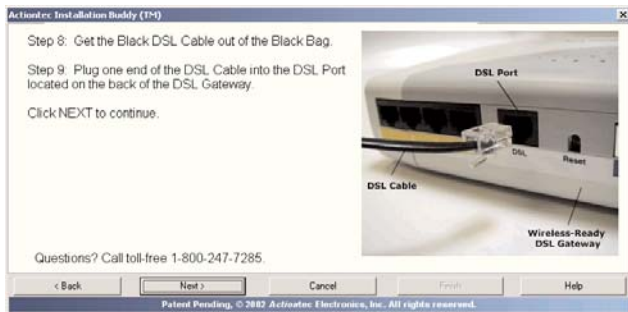 Actiontec Installation Buddy (TM)
Step 8: Get the Black DSL Cable out of the Black Bag.
Step 9: Plug one end of the DSL Cable into the DSL Port
located on the back of the DSL Gateway.
Click NEXT to continue.
DSL Port
DSL
Reset
DSL Cable
Wireless-Ready
DSL Gateway
Questions? Call toll-free 1-800-247-7285.
< Back
Next >
Cancel
Finish
Help
Patent Pending, © 2002 Actiontec Electronics, Inc. All rights reserved.